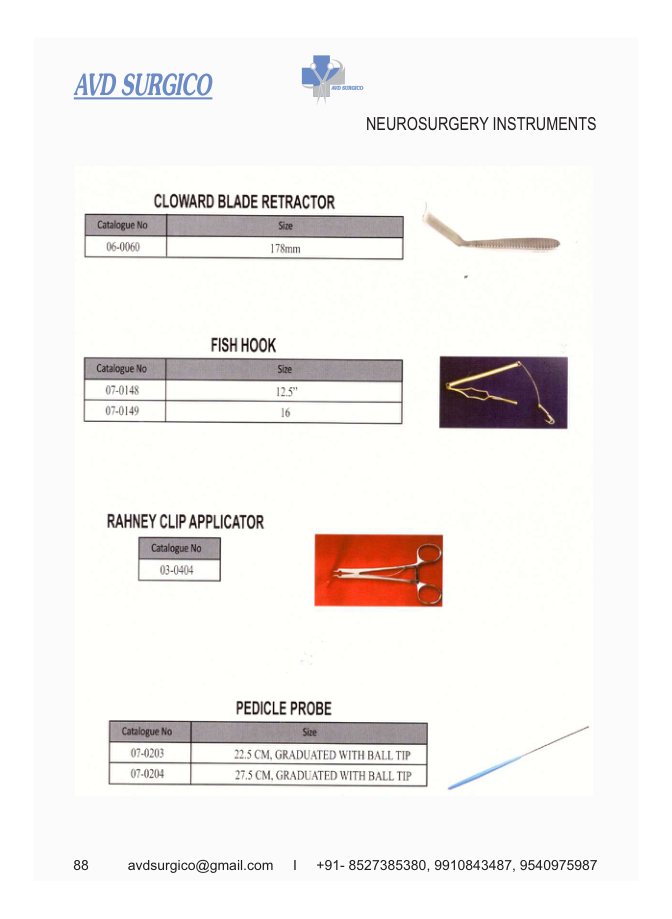 AVD SURGICO
AVD SURGICO
NEUROSURGERY INSTRUMENTS
CLOWARD BLADE RETRACTOR
Catalogue No Size
06-0060 178mm
FISH HOOK
Catalogue No Size
07-0148 12.5”
07-0149 16
RAHNEY CLIP APPLICATOR
Catalogue No
03-0404
PEDICLE PROBE
Catalogue No Size
07-0203 22.5 CM, GRADUATED WITH BALL TIP
07-0204 27.5 CM, GRADUATED WITH BALL TIP
88 avdsurgico@gmail.com I +91- 8527385380, 9910843487, 9540975987